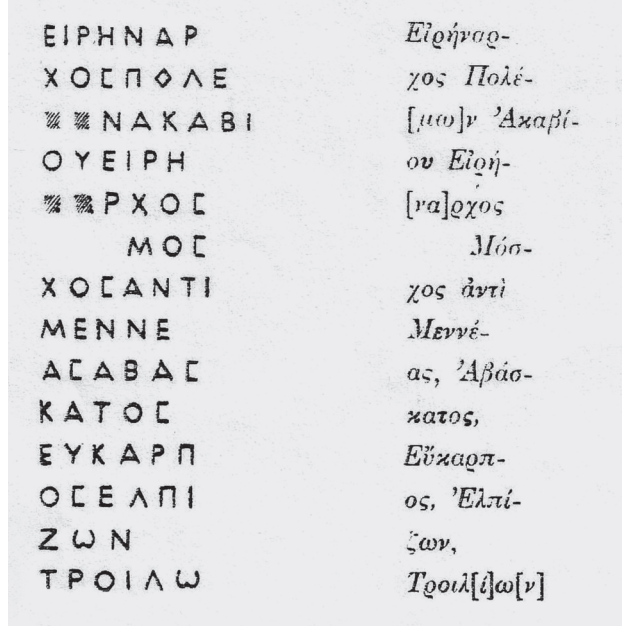 ΕΙΡΗΝΑΡ Εἰρήναρ-
ΧΟΣΠΟΛΕ χος Πολέ-
ΝΑΚΑΒΙ [μω]ν Ἀκαβί-
ΟΥΕΙΡΗ ου Εἰρή-
ΡΧΟΣ [να]ρχος
ΜΟΣ Μόσ-
ΧΟΣΑΝΤΙ χος ἀντὶ
ΜΕΝΝΕ Μεννέ-
ΑΣΑΒΑΣ ας, Ἀβάσ-
ΚΑΤΟΣ κατος,
ΕΥΚΑΡΠ Εὔκαρπ-
ΟΣΕΛΠΙ ος, Ἐλπί-
ΖωΝ ζων,
ΤΡΟΙΛω Τροιλ[ί]ω[ν]